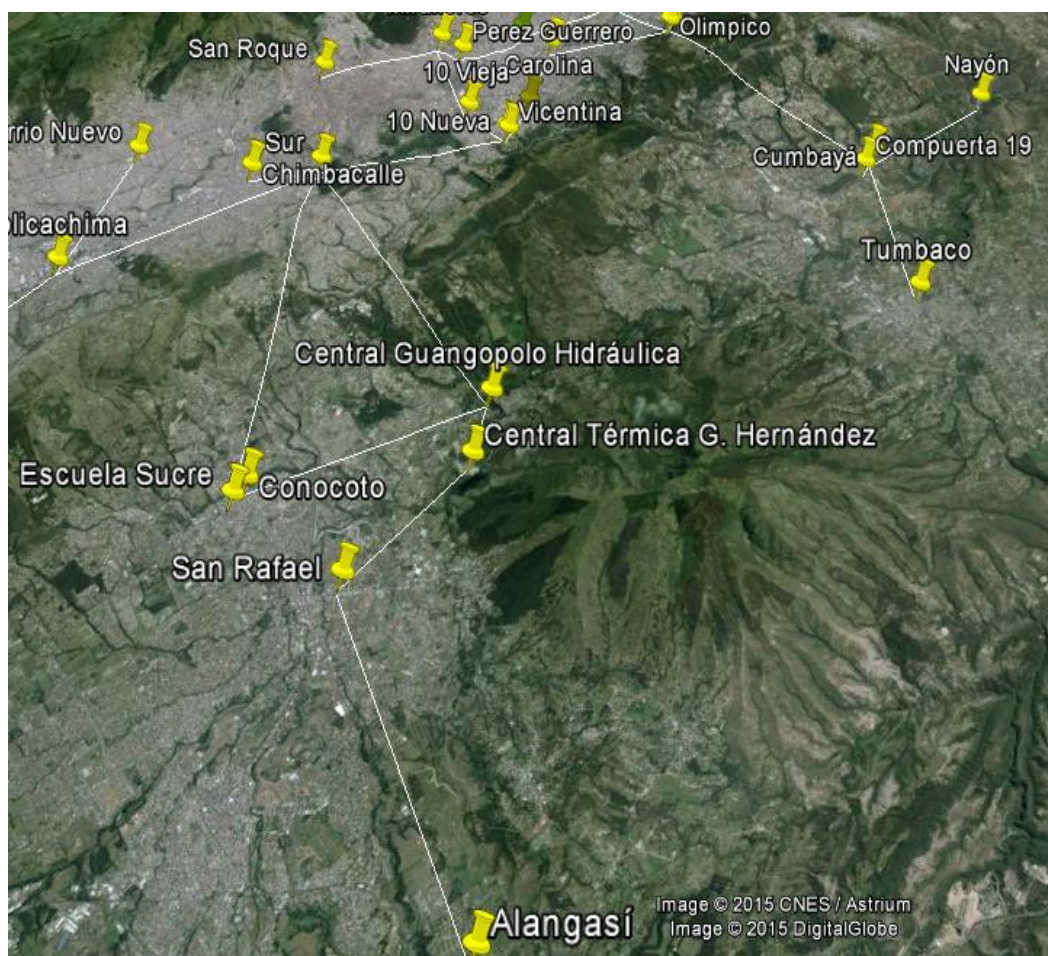 Perez Guerrero
Olimpico
San Roque
10 Vieja
Carolina
Nayón
10 Nueva
Vicentina
rrio Nuevo
Sur
Chimbacalle
Cumbayá
Compuerta 19
licachima
Tumbaco
Central Guangopolo Hidráulica
Central Térmica G. Hernández
Escuela Sucre
Conocoto
San Rafael
Alangasí
Image © 2015 CNES / Astrium
Image © 2015 DigitalGlobe